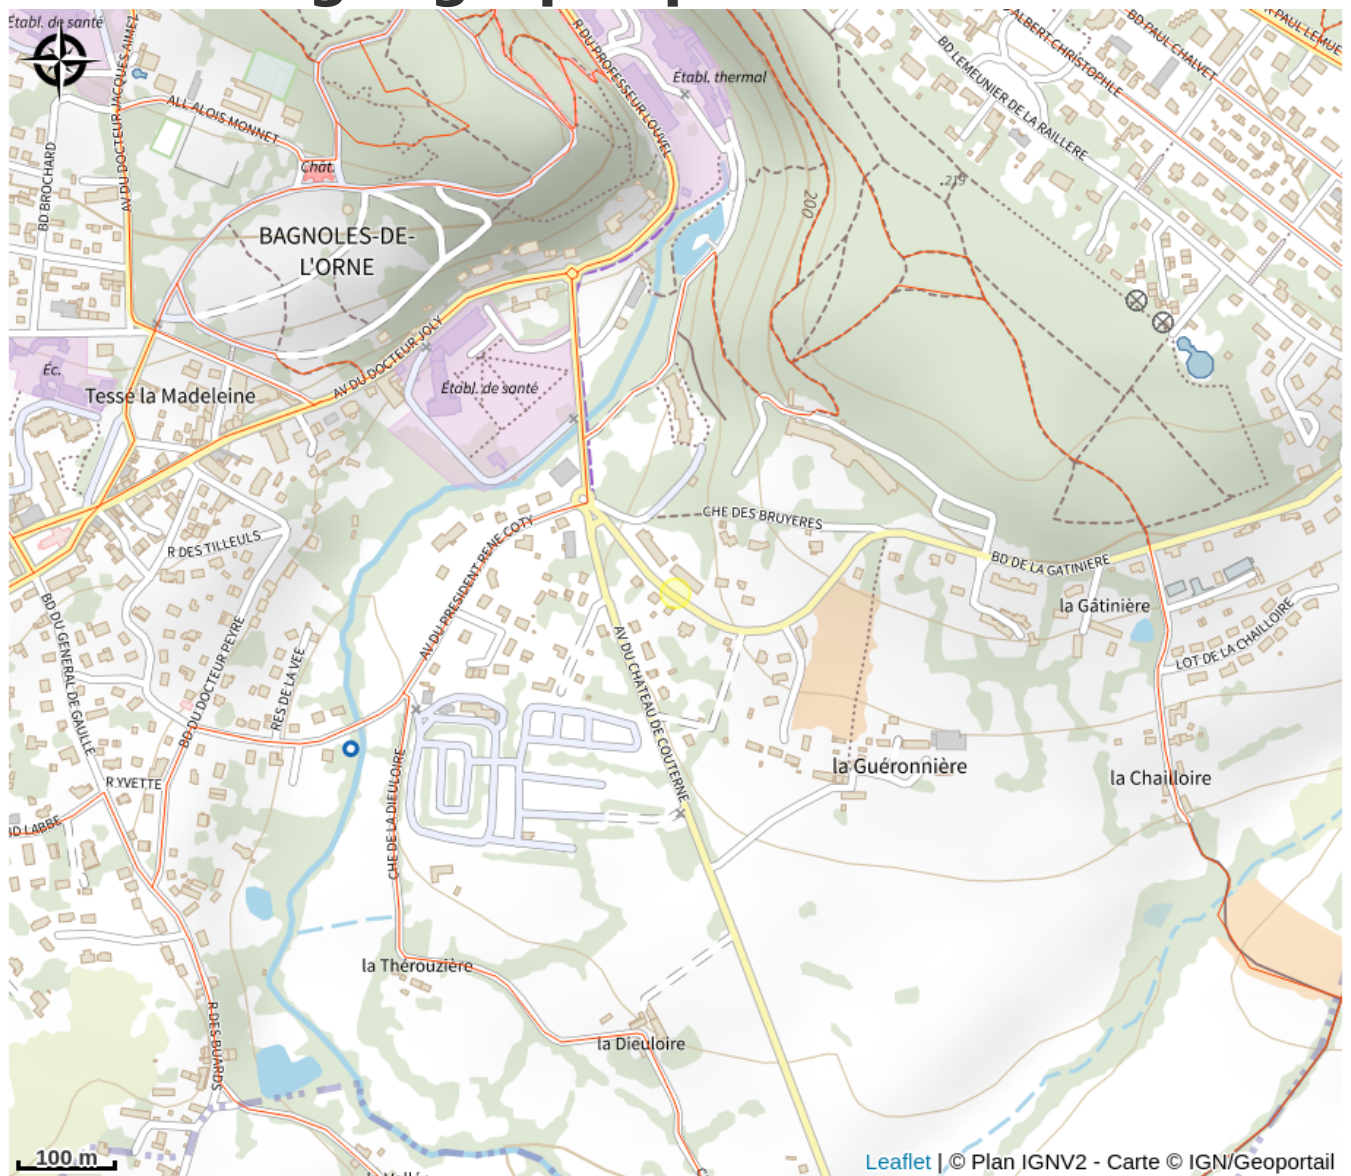 Établ. de santé
AV DU DOCTEUR JACQUES AIMEZ
R DU PROFESSEUR LOUVEL
Établ. thermal
BD LEMEUNIER DE LA RAILLERE
ALBERT CHRISTOPHLE
BD PAUL CHALVET
R PAUL LEMUE
ALL ALOIS MONNET
BD BROCHARD
Chât.
219
200
BAGNOLES-DE-
L'ORNE
AV DU DOCTEUR JOLY
Éc.
Tessé la Madeleine
Établ. de santé
R DES TILLEULS
AV DU PRESIDENT RENE COTY
CHE DES BRUYERES
BD DE LA GATINIERE
la Gâtinière
LOT DE LA CHAILLOIRE
BD DU GENERAL DE GAULLE
BD DU DOCTEUR PEYRE
RES DE LA VEE
AV DU CHATEAU DE COUTERNE
la Guéronnière
la Chailloire
R YVETTE
BD LABBE
CHE DE LA DIEULOIRE
la Thérouzière
la Dieuloire
R DES BUARDS
100 m
Leaflet | © Plan IGNV2 - Carte © IGN/Geoportail